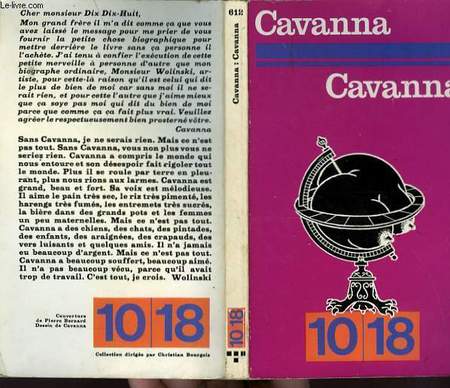 Cher monsieur Dix Dix-Huit,
Mon grand frère il m'a dit comme ça que vous
avez laissé le message pour me prier de vous
fournir la petite chose biographique pour
mettre derrière le livre sans ça personne il
l'achète. J'ai tenu à confier l'exécution de cette
petite merveille à personne d'autre que mon
biographe ordinaire, Monsieur Wolinski, ar-
tiste, pour cette-là raison qu'il est celui qui dit
le plus de bien de moi car sans moi il ne se-
rait rien, et pour cette l'autre que j'aime mieux
que ça soye pas moi qui dit du bien de moi
parce que comme ça ça fait plus vrai. Veuillez
agréer le respectueusement bien prosterné vôtre.
Cavanna
Sans Cavanna, je ne serais rien. Mais ce n'est
pas tout. Sans Cavanna, vous non plus vous ne
seriez rien. Cavanna a compris le monde qui
nous entoure et son désespoir fait rigoler tout
le monde. Plus il se roule par terre en pleu-
rant, plus nous rions aux larmes. Cavanna est
grand, beau et fort. Sa voix est mélodieuse.
Il aime le pain très sec, le riz très pimenté, les
harengs très fumés, les entremets très sucrés,
la bière dans des grands pots et les femmes
un peu maternelles. Mais ce n'est pas tout.
Cavanna a des chiens, des chats, des pintades,
des enfants, des araignées, des crapauds, des
vers luisants et quelques amis. Il n'a jamais
eu beaucoup d'argent. Mais ce n'est pas tout.
Cavanna a beaucoup souffert, beaucoup aimé.
Il n'a pas beaucoup vécu, parce qu'il avait
trop de travail. C'est tout, je crois. Wolinski
Couverture
de Pierre Bernard
Dessin de Cavanna
10 18
Collection dirigée par Christian Bourgois
612
Cavanna : Cavanna
10 18
Cavanna
Cavanna
10 18